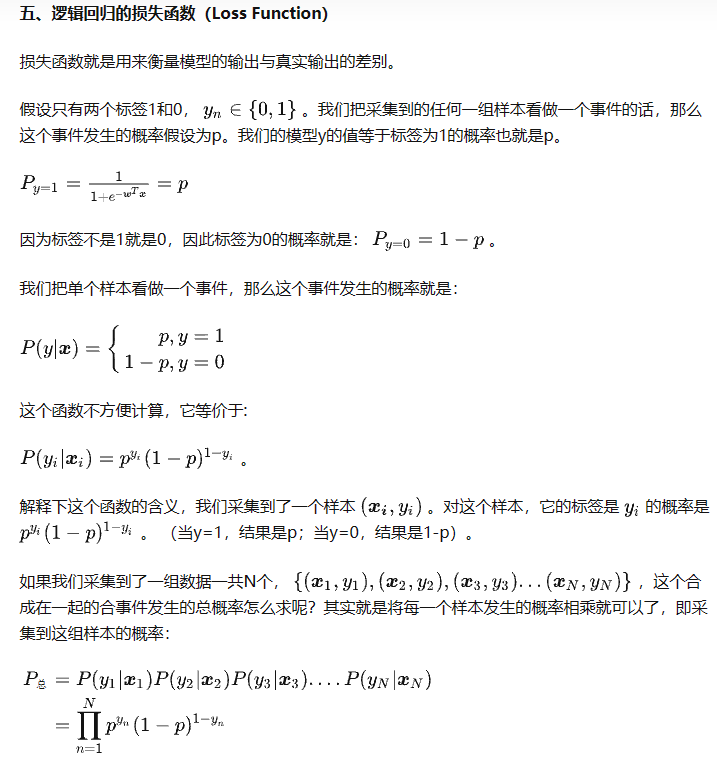 五、逻辑回归的损失函数（Loss Function）
损失函数就是用来衡量模型的输出与真实输出的差别。
假设只有两个标签1和0， $y_n \in \{0, 1\}$ 。我们把采集到的任何一组样本看做一个事件的话，那么
这个事件发生的概率假设为p。我们的模型y的值等于标签为1的概率也就是p。
$P_{y=1} = \frac{1}{1+e^{-\boldsymbol{w}^T \boldsymbol{x}}} = p$
因为标签不是1就是0，因此标签为0的概率就是： $P_{y=0} = 1 - p$ 。
我们把单个样本看做一个事件，那么这个事件发生的概率就是：
$P(y|\boldsymbol{x}) = \left\{ \begin{array}{r} p, y = 1 \\ 1 - p, y = 0 \end{array} \right.$
这个函数不方便计算，它等价于:
$P(y_i|\boldsymbol{x}_i) = p^{y_i}(1 - p)^{1-y_i}$ 。
解释下这个函数的含义，我们采集到了一个样本 $(\boldsymbol{x_i}, y_i)$ 。对这个样本，它的标签是 $y_i$ 的概率是
$p^{y_i}(1 - p)^{1-y_i}$ 。 （当y=1，结果是p；当y=0，结果是1-p）。
如果我们采集到了一组数据一共N个， $\{(\boldsymbol{x}_1, y_1), (\boldsymbol{x}_2, y_2), (\boldsymbol{x}_3, y_3) \ldots (\boldsymbol{x}_N, y_N)\}$ ，这个合
成在一起的合事件发生的总概率怎么求呢？其实就是将每一个样本发生的概率相乘就可以了，即采
集到这组样本的概率：
$P_{总} = P(y_1|\boldsymbol{x}_1)P(y_2|\boldsymbol{x}_2)P(y_3|\boldsymbol{x}_3) \ldots . P(y_N|\boldsymbol{x}_N)$
$= \prod_{n=1}^{N} p^{y_n}(1 - p)^{1-y_n}$